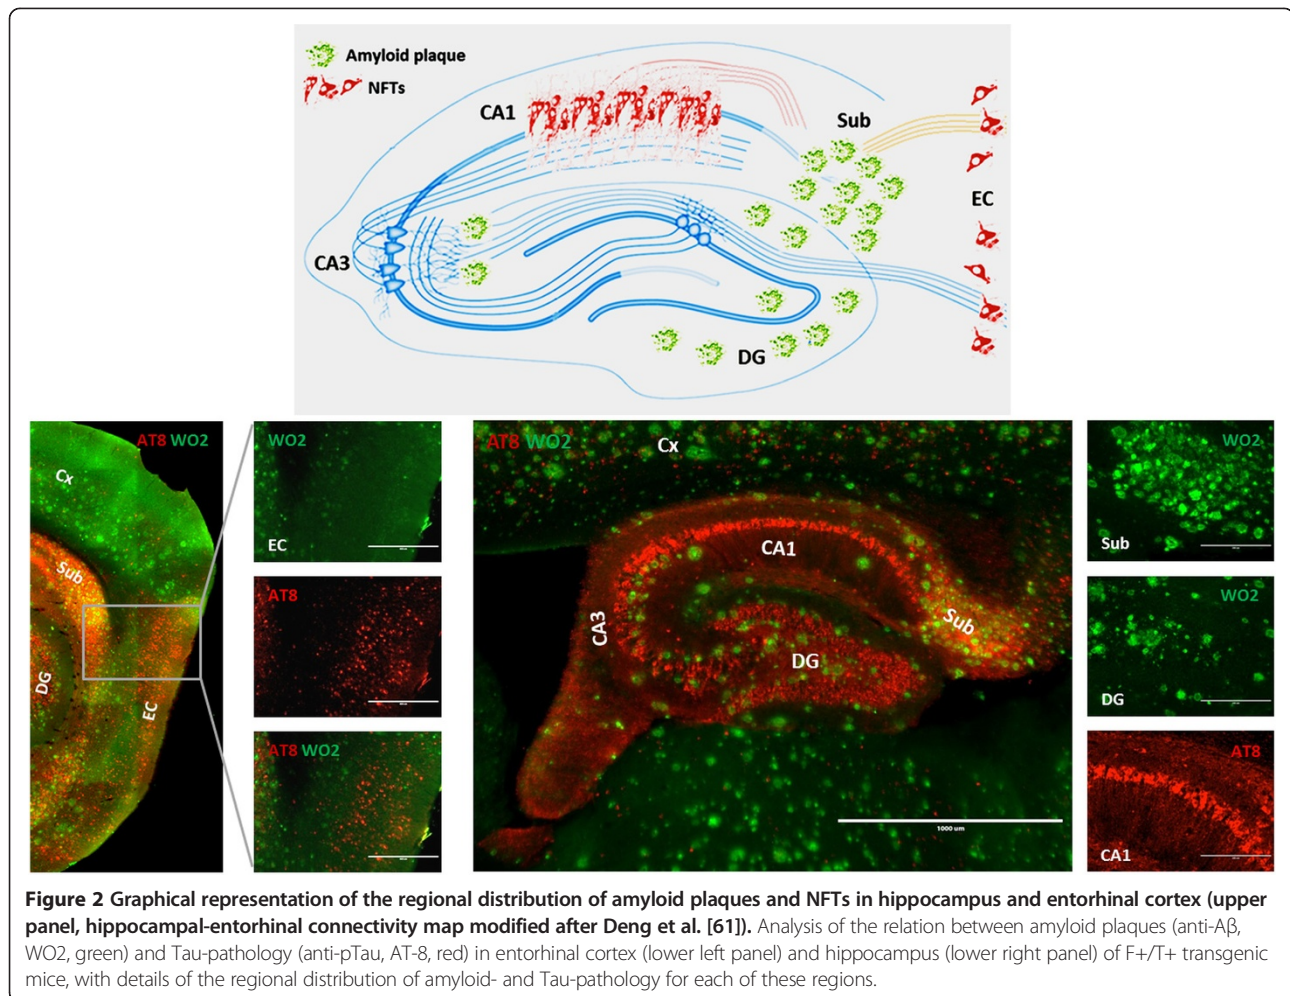 Amyloid plaque
NFTs
CA1
Sub
EC
CA3
DG
AT8 WO2
Cx
Sub
DG
EC
WO2
EC
AT8
AT8 WO2
AT8 WO2
Cx
CA1
CA3
Sub
DG
1000 um
WO2
Sub
WO2
DG
AT8
CA1
Figure 2 Graphical representation of the regional distribution of amyloid plaques and NFTs in hippocampus and entorhinal cortex (upper
panel, hippocampal-entorhinal connectivity map modified after Deng et al. [61]). Analysis of the relation between amyloid plaques (anti-Aβ,
WO2, green) and Tau-pathology (anti-pTau, AT-8, red) in entorhinal cortex (lower left panel) and hippocampus (lower right panel) of F+/T+ transgenic
mice, with details of the regional distribution of amyloid- and Tau-pathology for each of these regions.